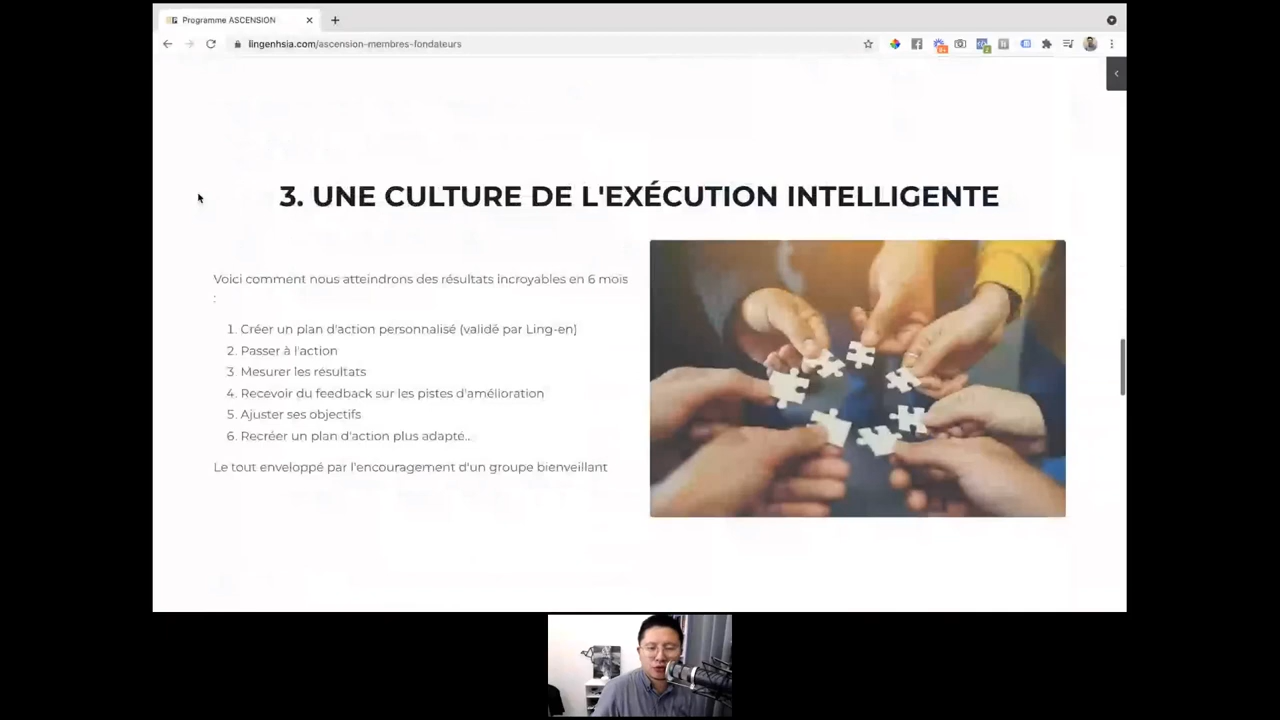 Programme ASCENSION
lingenhsia.com/ascension-membres-fondateurs
3. UNE CULTURE DE L'EXÉCUTION INTELLIGENTE
Voici comment nous atteindrons des résultats incroyables en 6 mois
:
1. Créer un plan d'action personnalisé (validé par Ling-en)
2. Passer à l'action
3 Mesurer les résultats
4. Recevoir du feedback sur les pistes d'amélioration
5. Ajuster ses objectifs
6. Recréer un plan d'action plus adapté...
Le tout enveloppé par l'encouragement d'un groupe bienveillant